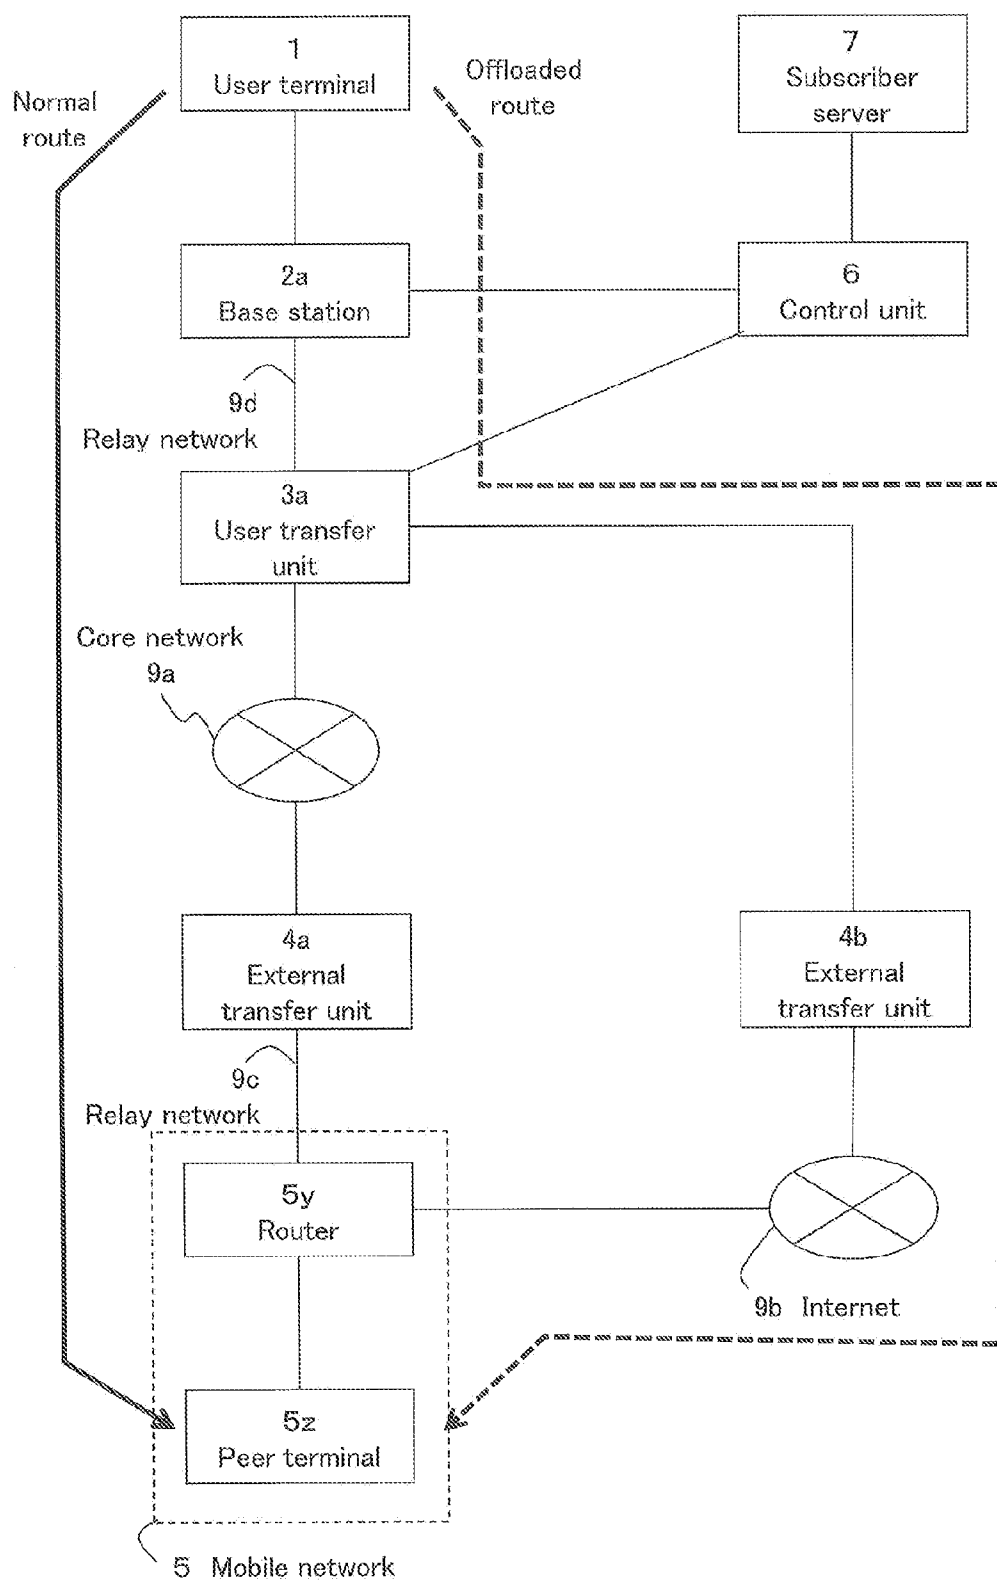 1
User terminal
Offloaded
route
7
Subscriber
server
Normal
route
2a
Base station
6
Control unit
9d
Relay network
3a
User transfer
unit
Core network
9a
4a
External
transfer unit
4b
External
transfer unit
9c
Relay network
5y
Router
9b Internet
5z
Peer terminal
5 Mobile network